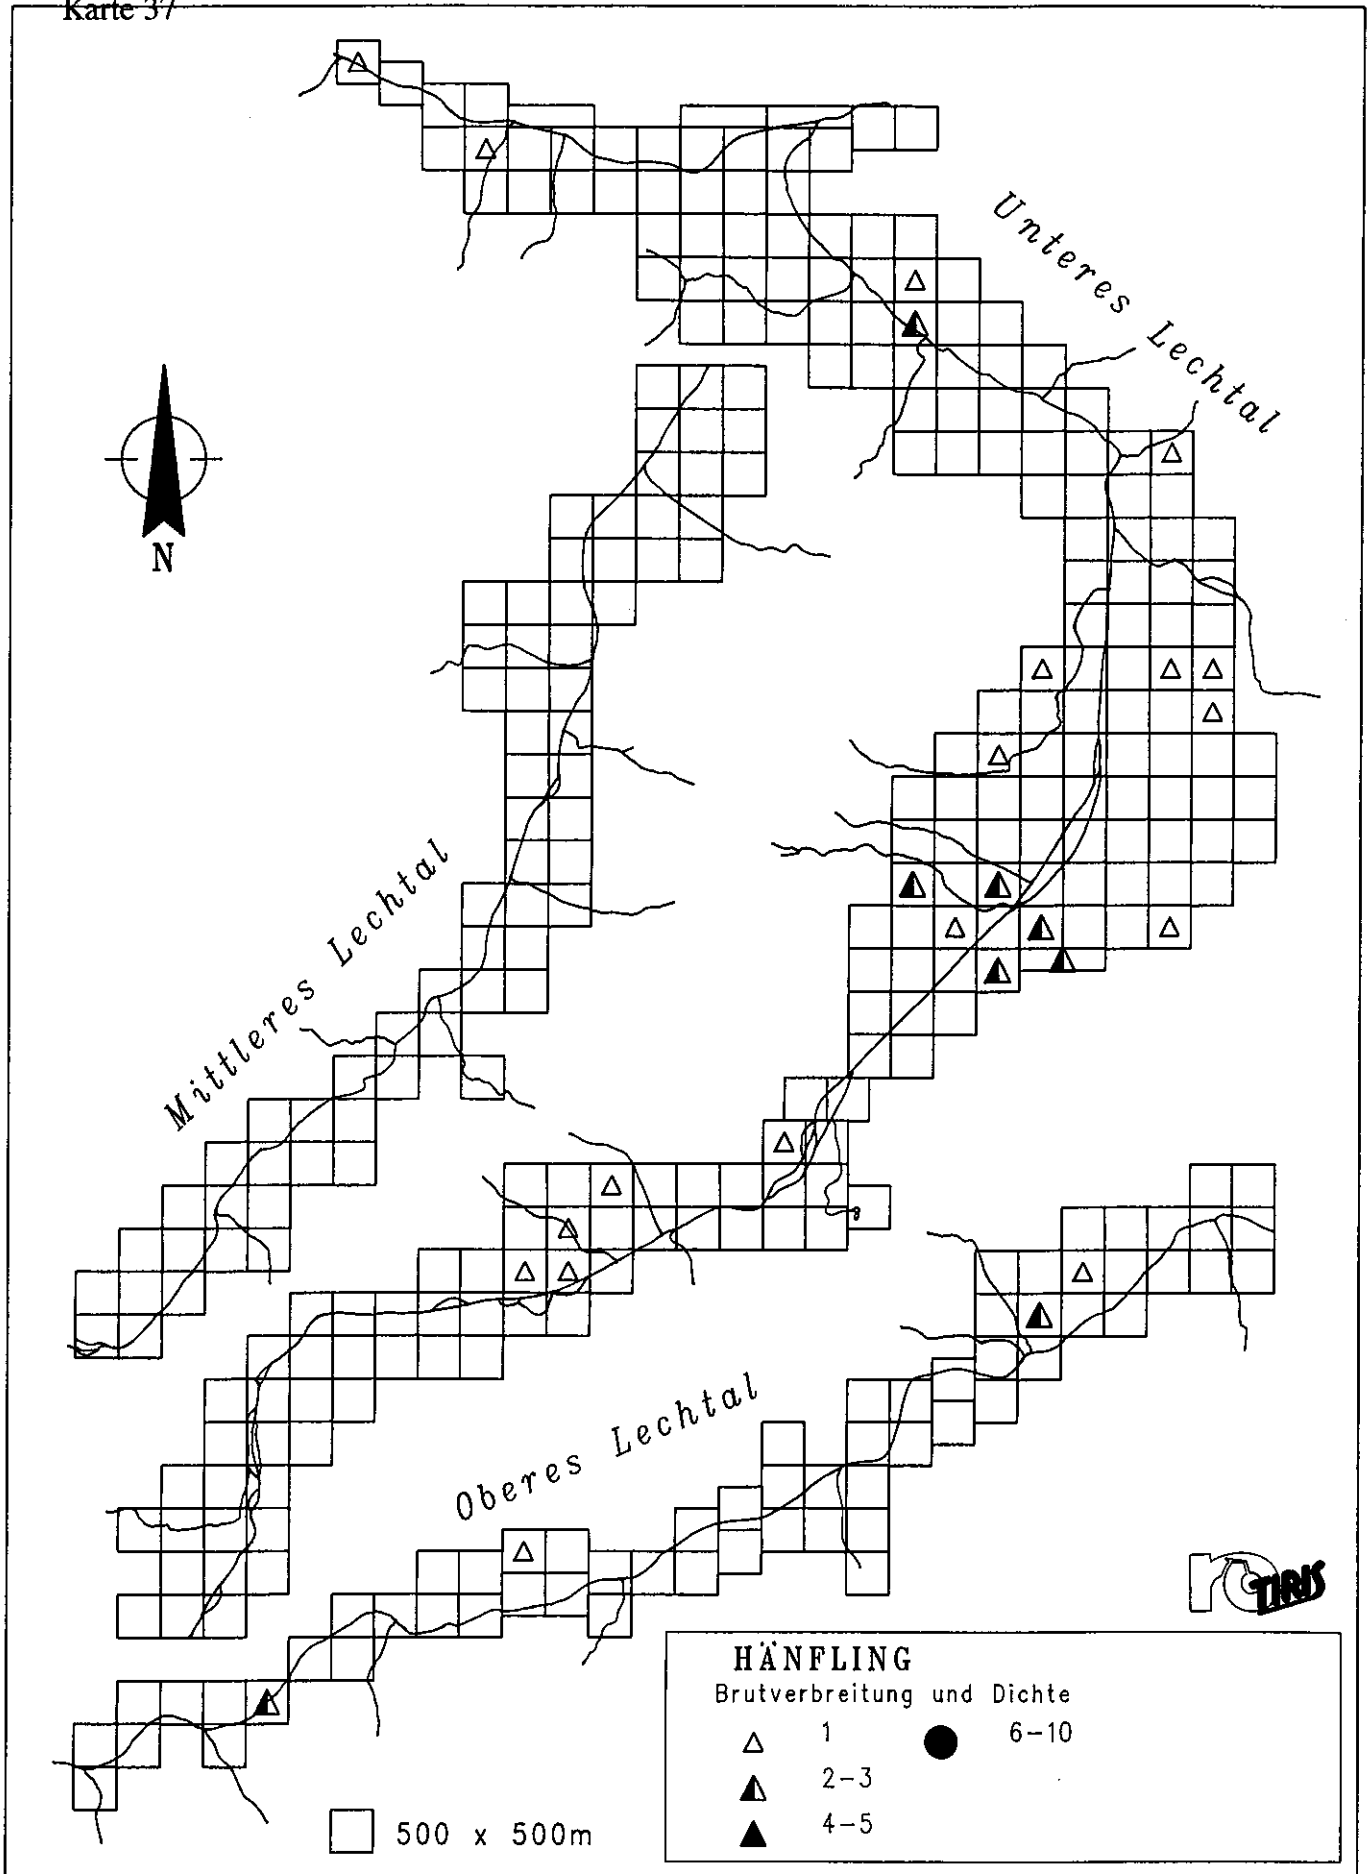 Karte 37
Unteres Lechtal
N
Mittleres Lechtal
Oberes Lechtal
TIRIS
HÄNFLING
Brutverbreitung und Dichte
1 6-10
2-3
4-5
500 x 500m